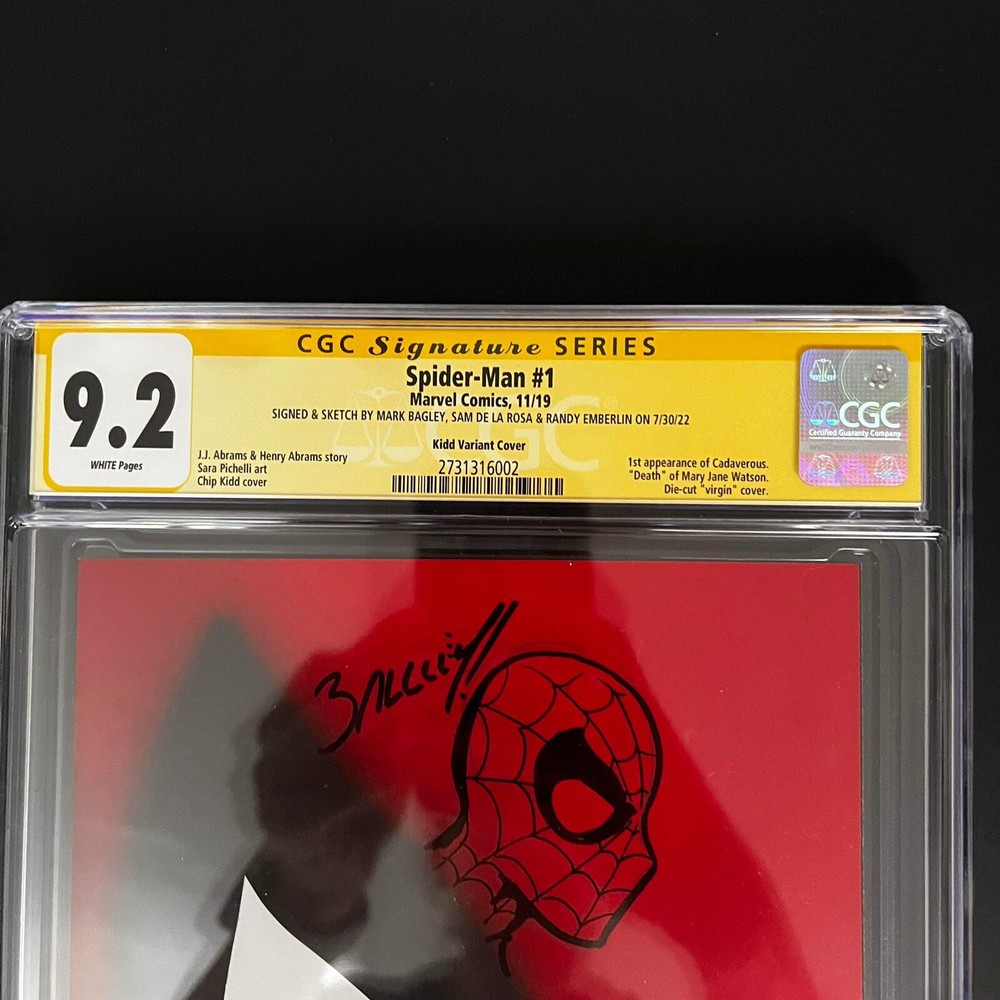 CGC Signature SERIES
Spider-Man #1
Marvel Comics, 11/19
SIGNED & SKETCH BY MARK BAGLEY, SAM DE LA ROSA & RANDY EMBERLIN ON 7/30/22
Kidd Variant Cover
2731316002
9.2
WHITE Pages
J.J. Abrams & Henry Abrams story
Sara Pichelli art
Chip Kidd cover
1st appearance of Cadaverous.
"Death" of Mary Jane Watson.
Die-cut "virgin" cover.
CGC
Certified Guaranty Company
CGC